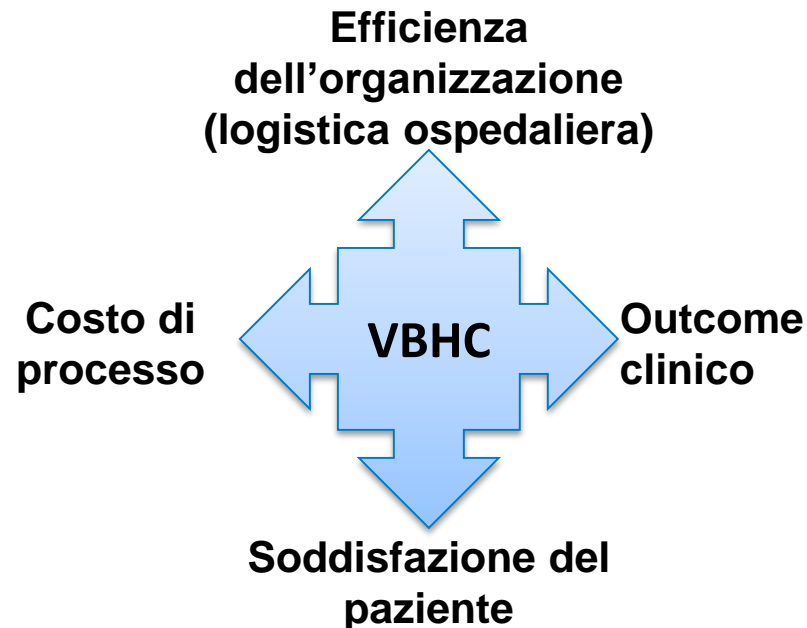 Efficienza
dell’organizzazione
(logistica ospedaliera)
Costo di
processo
VBHC
Outcome
clinico
Soddisfazione del
paziente